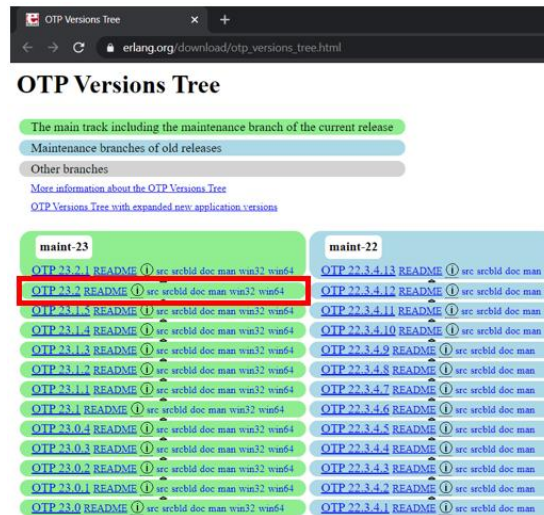 OTP Versions Tree
erlang.org/download/otp_versions_tree.html
OTP Versions Tree
The main track including the maintenance branch of the current release
Maintenance branches of old releases
Other branches
More information about the OTP Versions Tree
OTP Versions Tree with expanded new application versions
maint-23
OTP 23.2.1 README i src srcbld doc man win32 win64
OTP 23.2 README i src srcbld doc man win32 win64
OTP 23.1.5 README i src srcbld doc man win32 win64
OTP 23.1.4 README i src srcbld doc man win32 win64
OTP 23.1.3 README i src srcbld doc man win32 win64
OTP 23.1.2 README i src srcbld doc man win32 win64
OTP 23.1.1 README i src srcbld doc man win32 win64
OTP 23.1 README i src srcbld doc man win32 win64
OTP 23.0.4 README i src srcbld doc man win32 win64
OTP 23.0.3 README i src srcbld doc man win32 win64
OTP 23.0.2 README i src srcbld doc man win32 win64
OTP 23.0.1 README i src srcbld doc man win32 win64
OTP 23.0 README i src srcbld doc man win32 win64
maint-22
OTP 22.3.4.13 README i src srcbld doc man
OTP 22.3.4.12 README i src srcbld doc man
OTP 22.3.4.11 README i src srcbld doc man
OTP 22.3.4.10 README i src srcbld doc man
OTP 22.3.4.9 README i src srcbld doc man
OTP 22.3.4.8 README i src srcbld doc man
OTP 22.3.4.7 README i src srcbld doc man
OTP 22.3.4.6 README i src srcbld doc man
OTP 22.3.4.5 README i src srcbld doc man
OTP 22.3.4.4 README i src srcbld doc man
OTP 22.3.4.3 README i src srcbld doc man
OTP 22.3.4.2 README i src srcbld doc man
OTP 22.3.4.1 README i src srcbld doc man